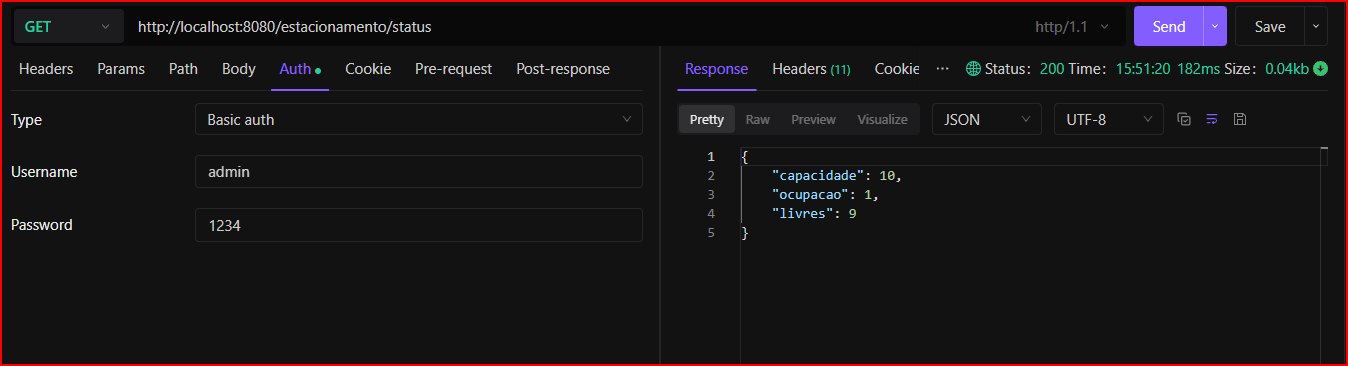 GET http://localhost:8080/estacionamento/status http/1.1 Send Save
Headers Params Path Body Auth Cookie Pre-request Post-response
Type Basic auth
Username admin
Password 1234
Response Headers (11) Cookie ··· Status: 200 Time: 15:51:20 182ms Size: 0.04kb
Pretty Raw Preview Visualize JSON UTF-8
1 {
2 "capacidade": 10,
3 "ocupacao": 1,
4 "livres": 9
5 }